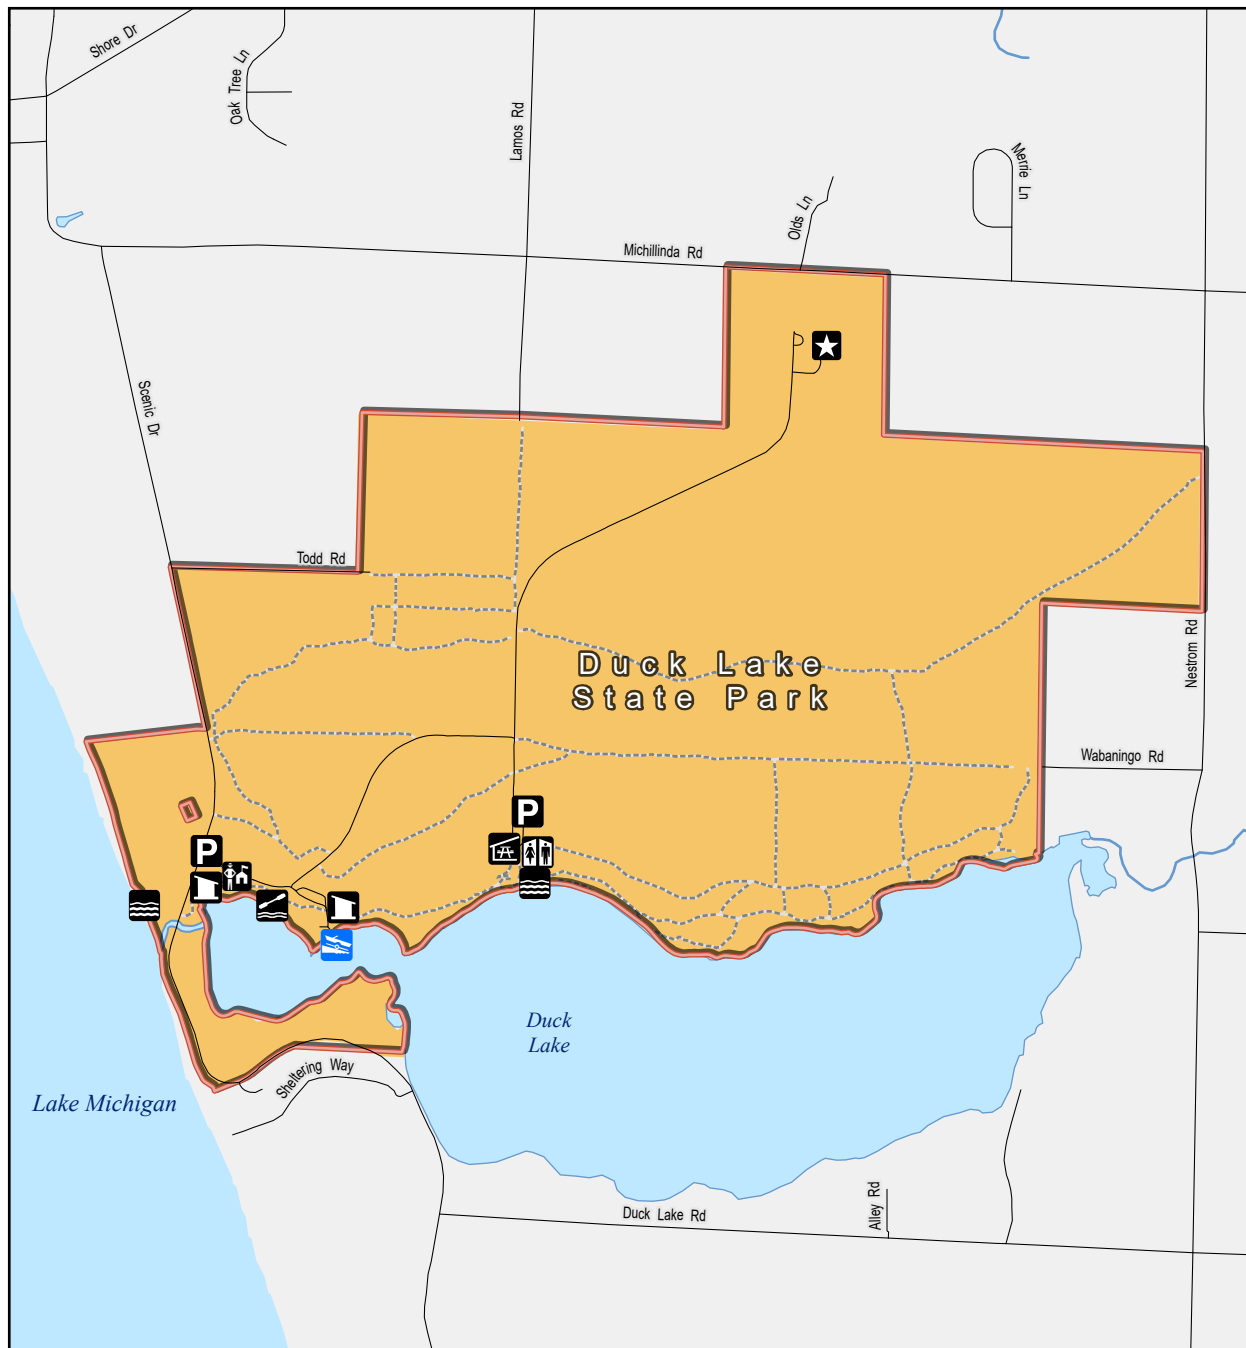 Shore Dr
Oak Tree Ln
Lamos Rd
Merrie Ln
Olds Ln
Michillinda Rd
Scenic Dr
Todd Rd
Nestrom Rd
Duck Lake
State Park
Wabaningo Rd
P
P
Duck
Lake
Sheltering Way
Lake Michigan
Alley Rd
Duck Lake Rd